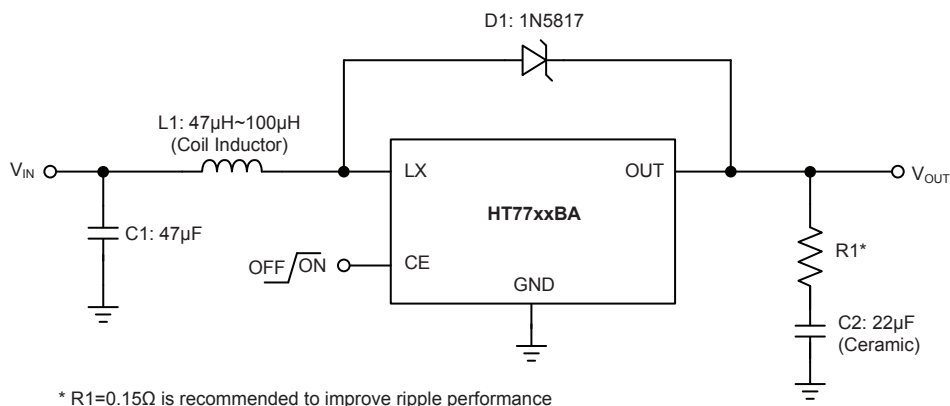 D1: 1N5817
L1: 47µH~100µH
(Coil Inductor)
VIN
LX
OUT
VOUT
HT77xxBA
C1: 47µF
R1*
OFF ON
CE
GND
C2: 22µF
(Ceramic)
* R1=0.15Ω is recommended to improve ripple performance